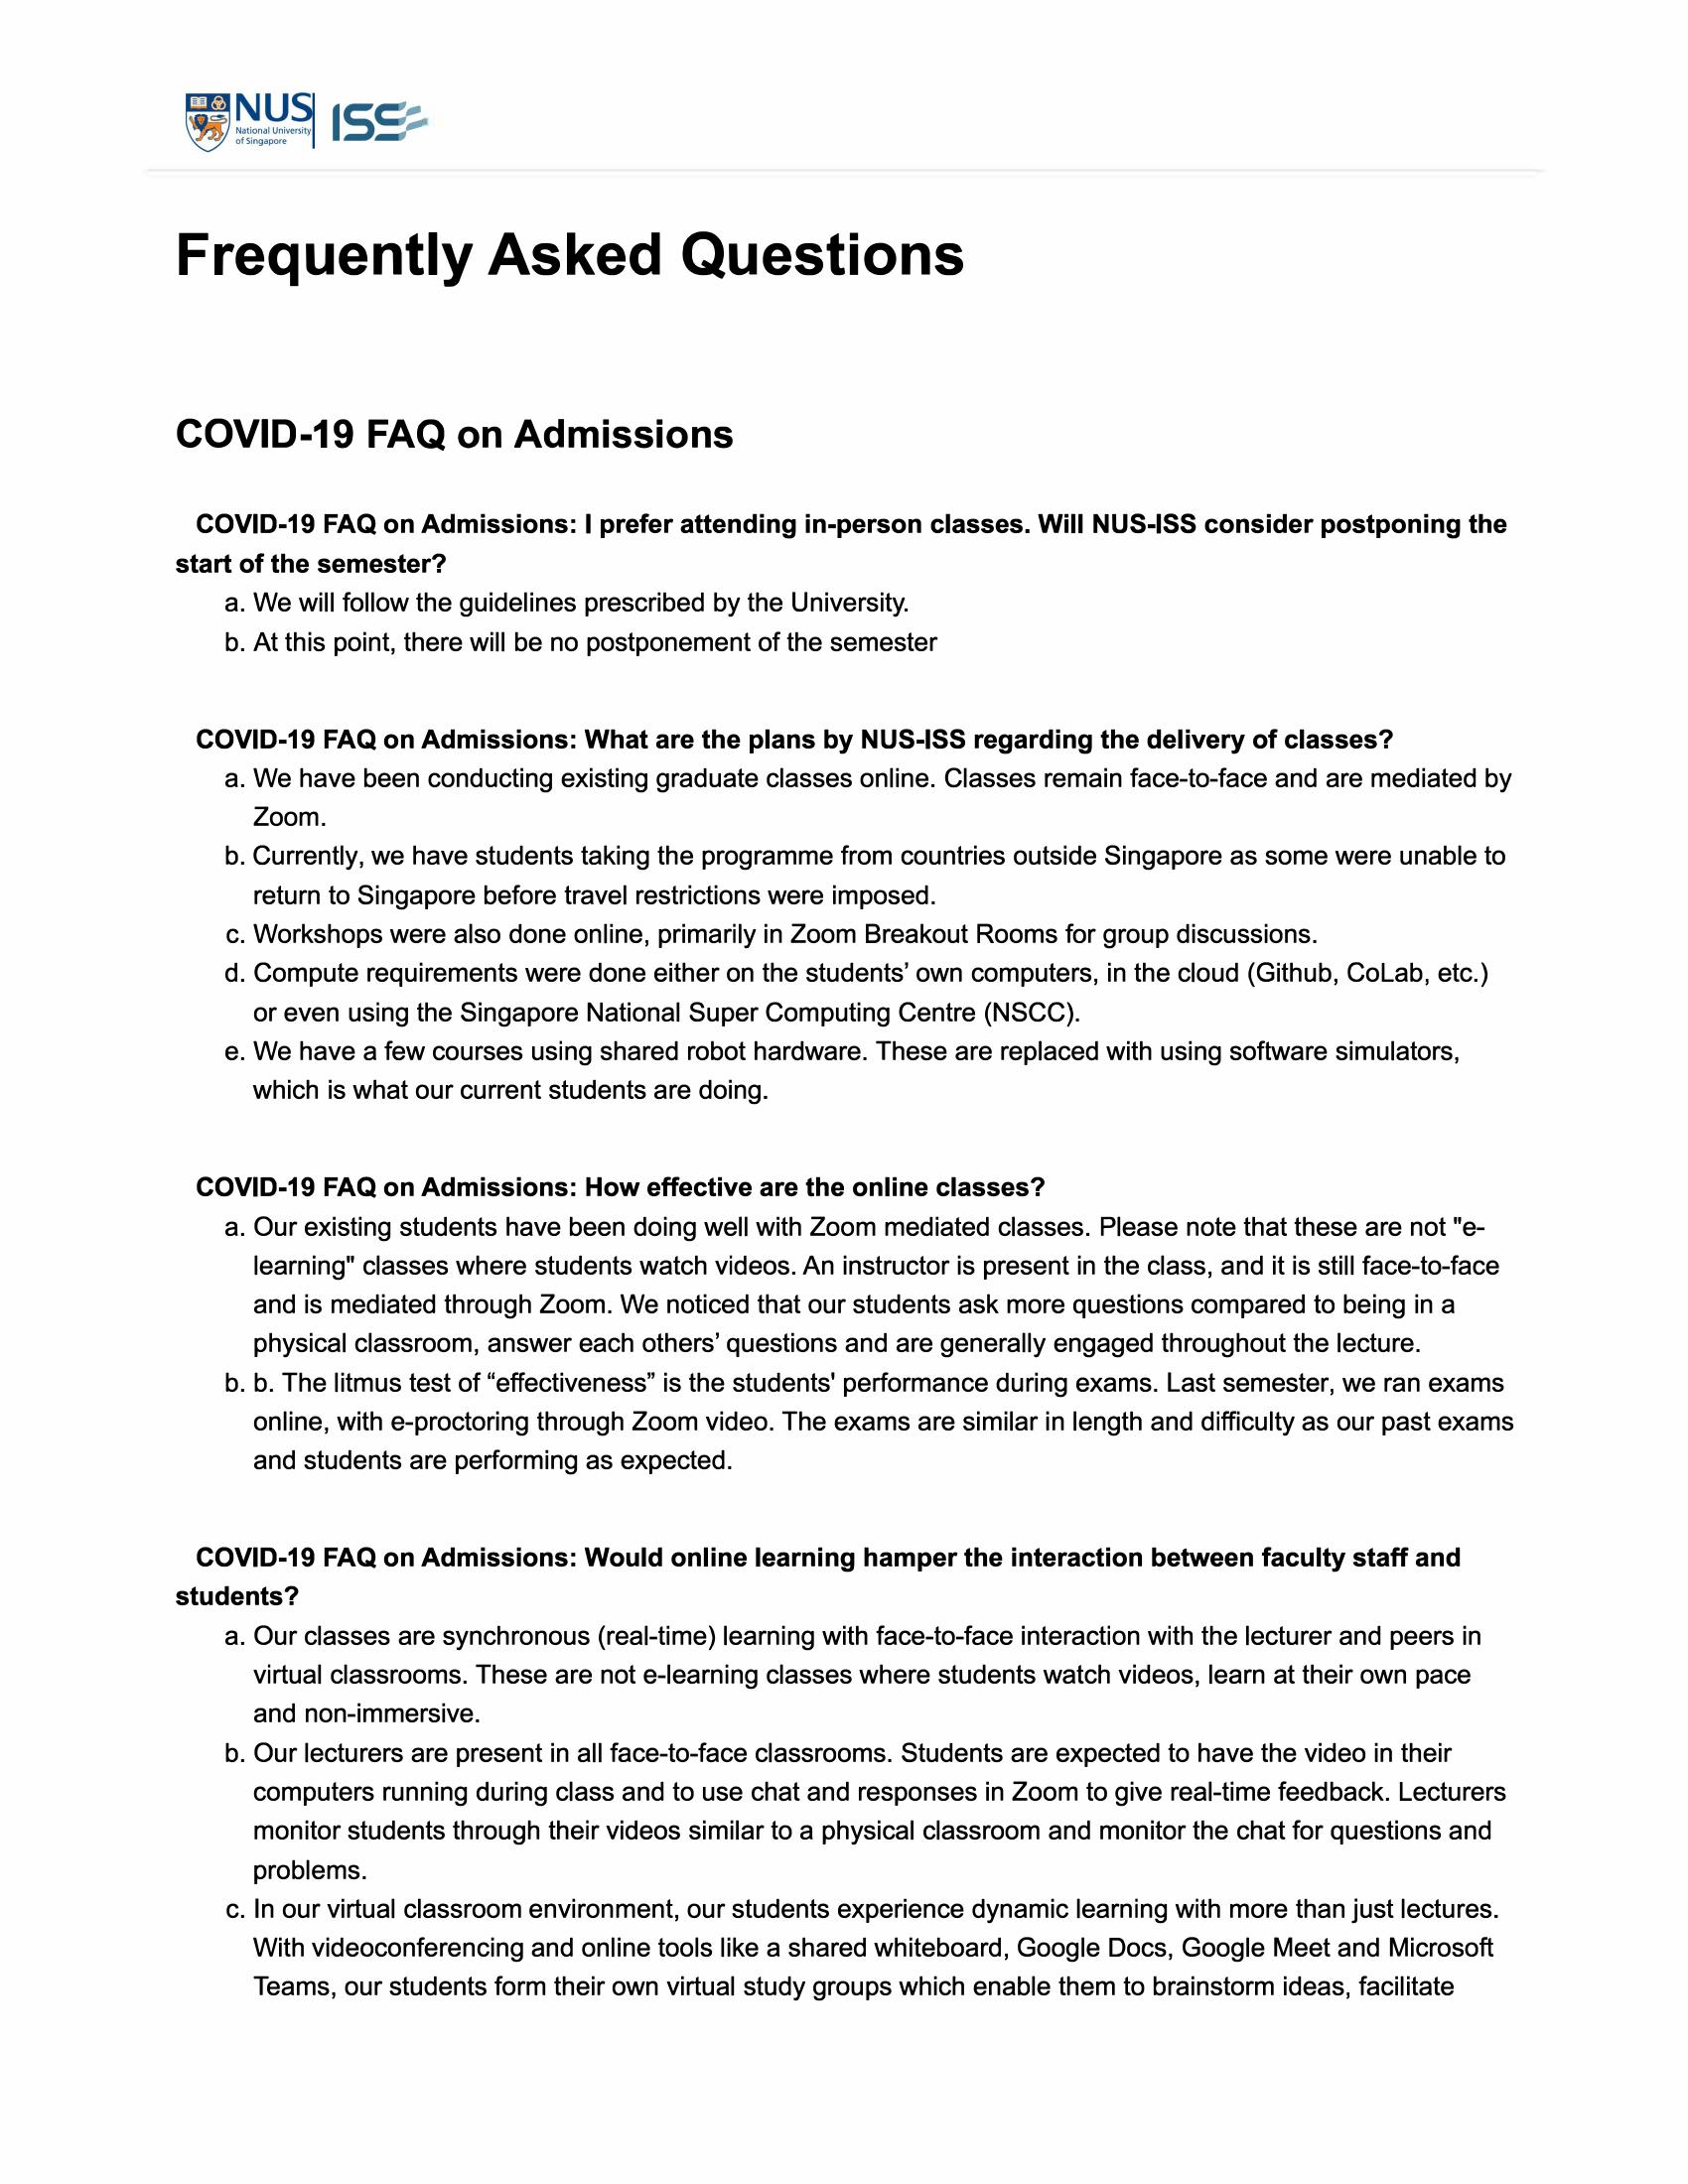 NUS
National University
of Singapore
ISS
Frequently Asked Questions
COVID-19 FAQ on Admissions
COVID-19 FAQ on Admissions: I prefer attending in-person classes. Will NUS-ISS consider postponing the
start of the semester?
a. We will follow the guidelines prescribed by the University.
b. At this point, there will be no postponement of the semester
COVID-19 FAQ on Admissions: What are the plans by NUS-ISS regarding the delivery of classes?
a. We have been conducting existing graduate classes online. Classes remain face-to-face and are mediated by
Zoom.
b. Currently, we have students taking the programme from countries outside Singapore as some were unable to
return to Singapore before travel restrictions were imposed.
c. Workshops were also done online, primarily in Zoom Breakout Rooms for group discussions.
d. Compute requirements were done either on the students’ own computers, in the cloud (Github, CoLab, etc.)
or even using the Singapore National Super Computing Centre (NSCC).
e. We have a few courses using shared robot hardware. These are replaced with using software simulators,
which is what our current students are doing.
COVID-19 FAQ on Admissions: How effective are the online classes?
a. Our existing students have been doing well with Zoom mediated classes. Please note that these are not "e-
learning" classes where students watch videos. An instructor is present in the class, and it is still face-to-face
and is mediated through Zoom. We noticed that our students ask more questions compared to being in a
physical classroom, answer each others’ questions and are generally engaged throughout the lecture.
b. b. The litmus test of “effectiveness” is the students' performance during exams. Last semester, we ran exams
online, with e-proctoring through Zoom video. The exams are similar in length and difficulty as our past exams
and students are performing as expected.
COVID-19 FAQ on Admissions: Would online learning hamper the interaction between faculty staff and
students?
a. Our classes are synchronous (real-time) learning with face-to-face interaction with the lecturer and peers in
virtual classrooms. These are not e-learning classes where students watch videos, learn at their own pace
and non-immersive.
b. Our lecturers are present in all face-to-face classrooms. Students are expected to have the video in their
computers running during class and to use chat and responses in Zoom to give real-time feedback. Lecturers
monitor students through their videos similar to a physical classroom and monitor the chat for questions and
problems.
c. In our virtual classroom environment, our students experience dynamic learning with more than just lectures.
With videoconferencing and online tools like a shared whiteboard, Google Docs, Google Meet and Microsoft
Teams, our students form their own virtual study groups which enable them to brainstorm ideas, facilitate